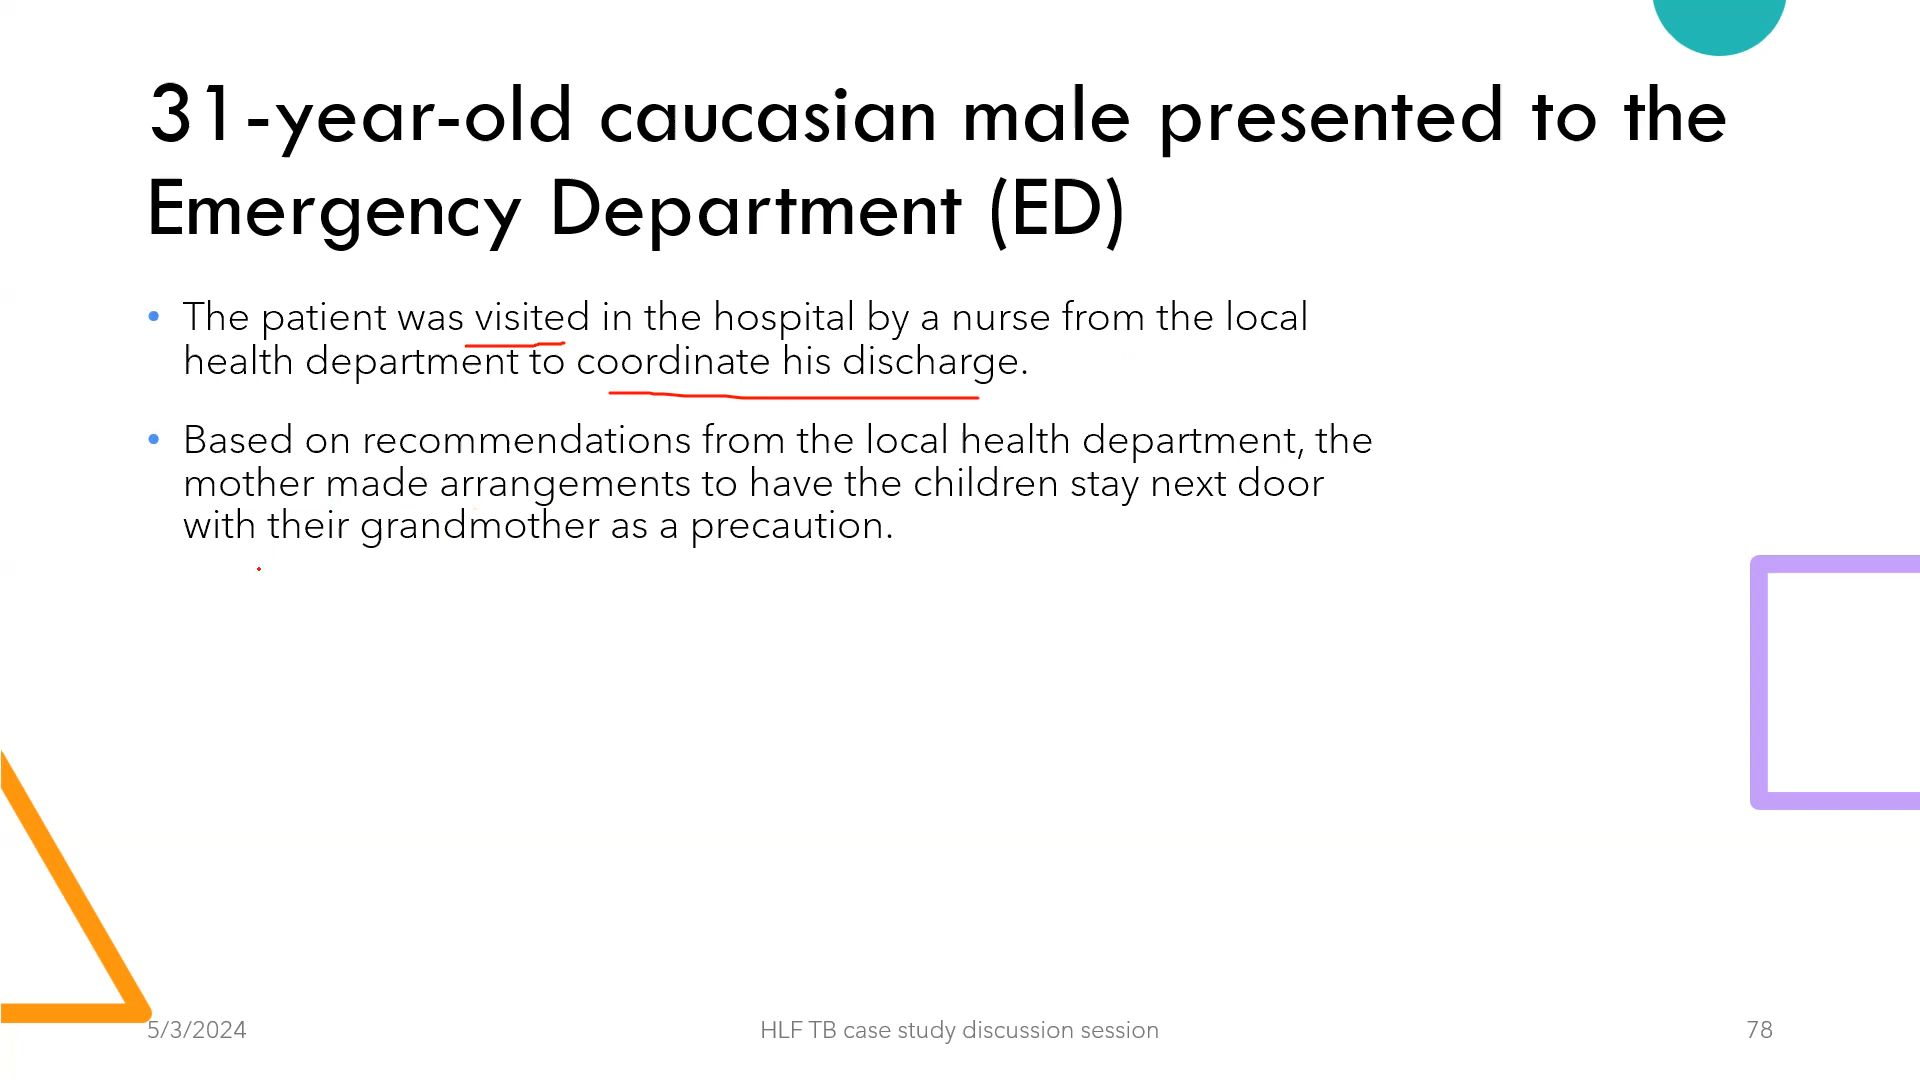 31-year-old caucasian male presented to the
Emergency Department (ED)
• The patient was visited in the hospital by a nurse from the local
health department to coordinate his discharge.
• Based on recommendations from the local health department, the
mother made arrangements to have the children stay next door
with their grandmother as a precaution.
5/3/2024
HLF TB case study discussion session
78